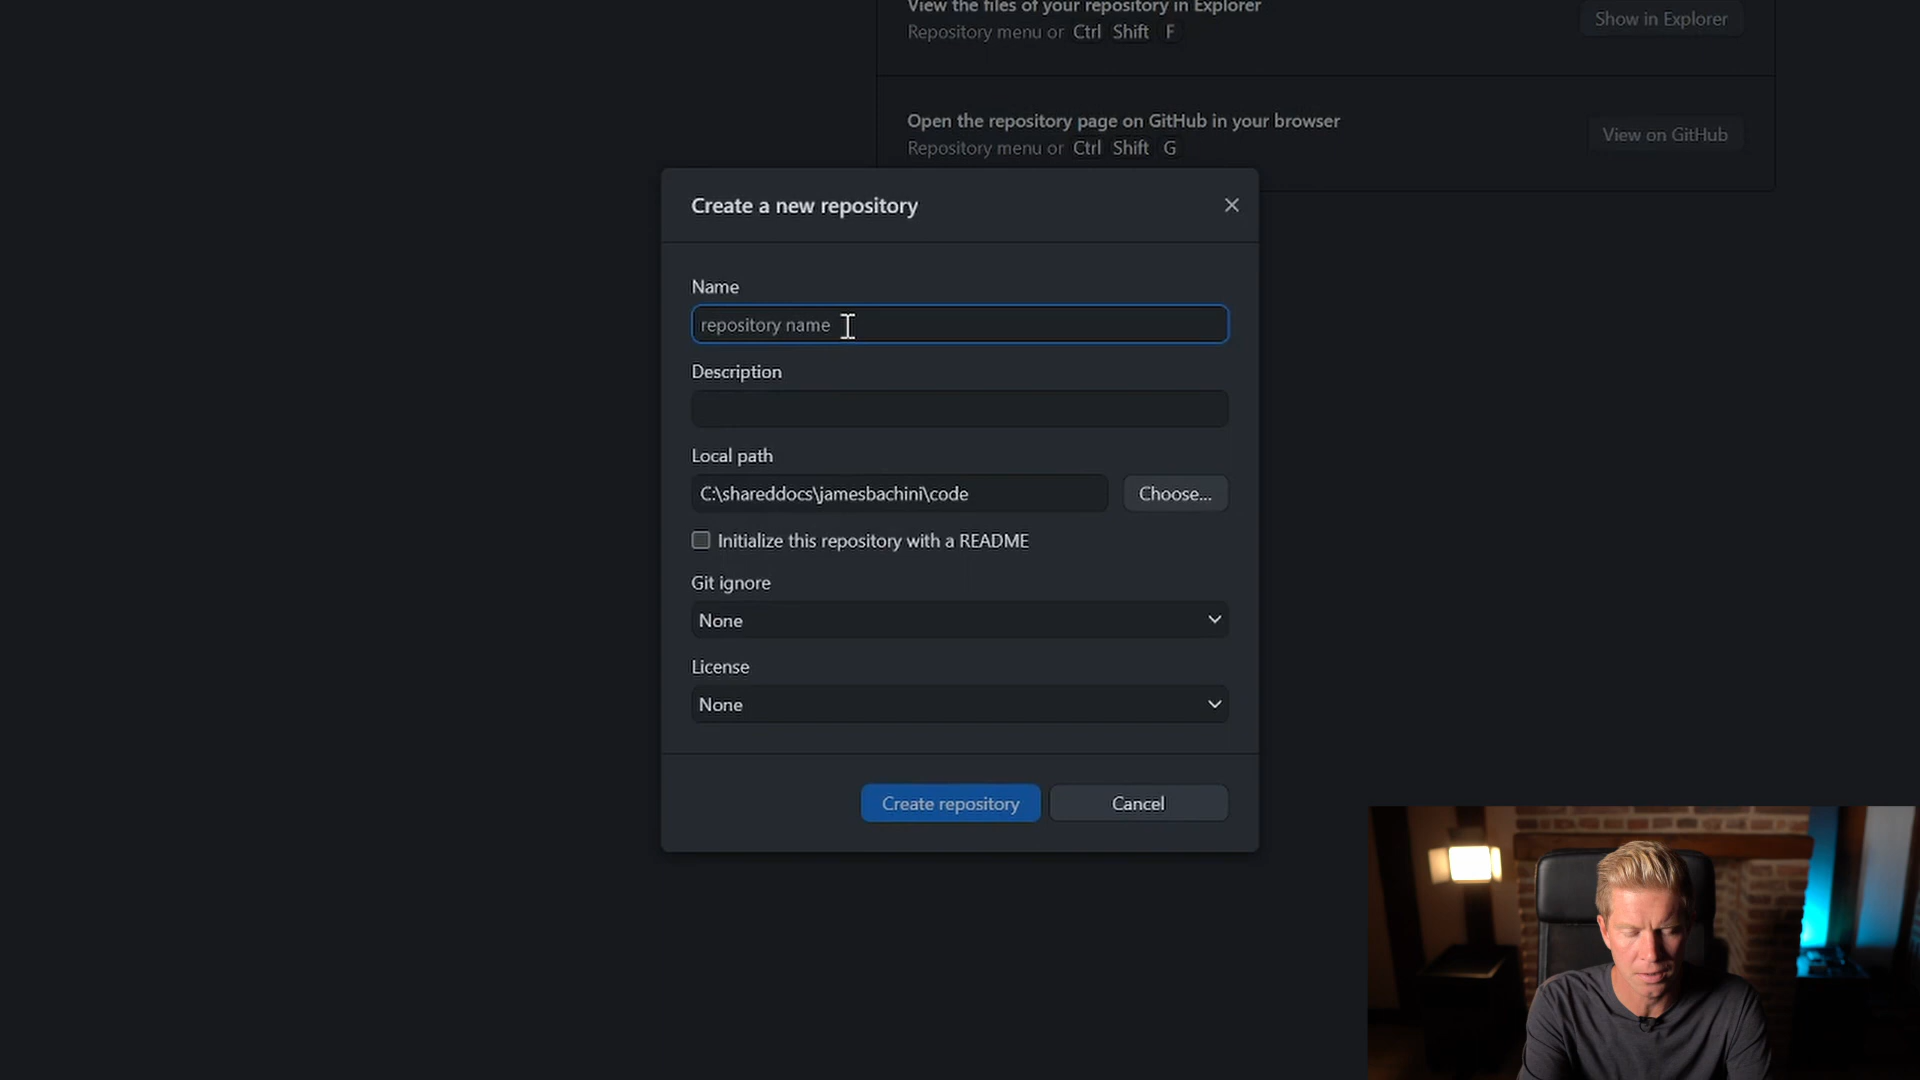 View the files of your repository in Explorer
Repository menu or Ctrl Shift F
Show in Explorer
Open the repository page on GitHub in your browser
Repository menu or Ctrl Shift G
View on GitHub
Create a new repository
Name
repository name
Description
Local path
C:\shareddocs\jamesbachini\code
Choose...
Initialize this repository with a README
Git ignore
None
License
None
Create repository
Cancel